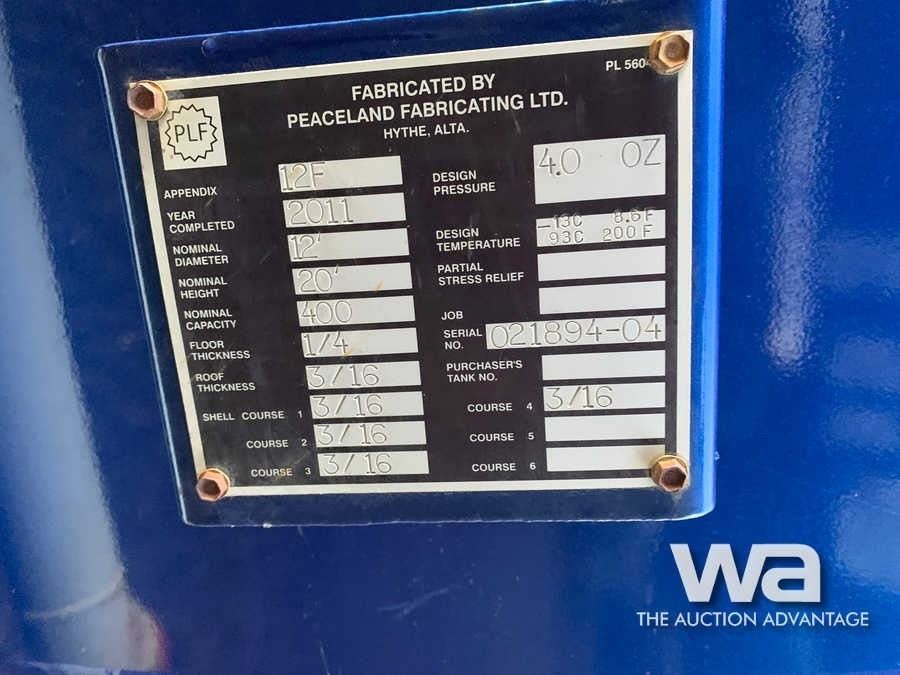 PL 5604
FABRICATED BY
PEACELAND FABRICATING LTD.
HYTHE, ALTA.
PLF
APPENDIX 12F
YEAR
COMPLETED 2011
NOMINAL
DIAMETER 12'
NOMINAL
HEIGHT 20'
NOMINAL
CAPACITY 400
FLOOR
THICKNESS 1/4
ROOF
THICKNESS 3/16
SHELL COURSE 1 3/16
COURSE 2 3/16
COURSE 3 3/16
DESIGN
PRESSURE 4.0 OZ
DESIGN
TEMPERATURE -13C 8.6F
93C 200F
PARTIAL
STRESS RELIEF
JOB
SERIAL
NO. 021894-04
PURCHASER'S
TANK NO.
COURSE 4 3/16
COURSE 5
COURSE 6
wa
THE AUCTION ADVANTAGE